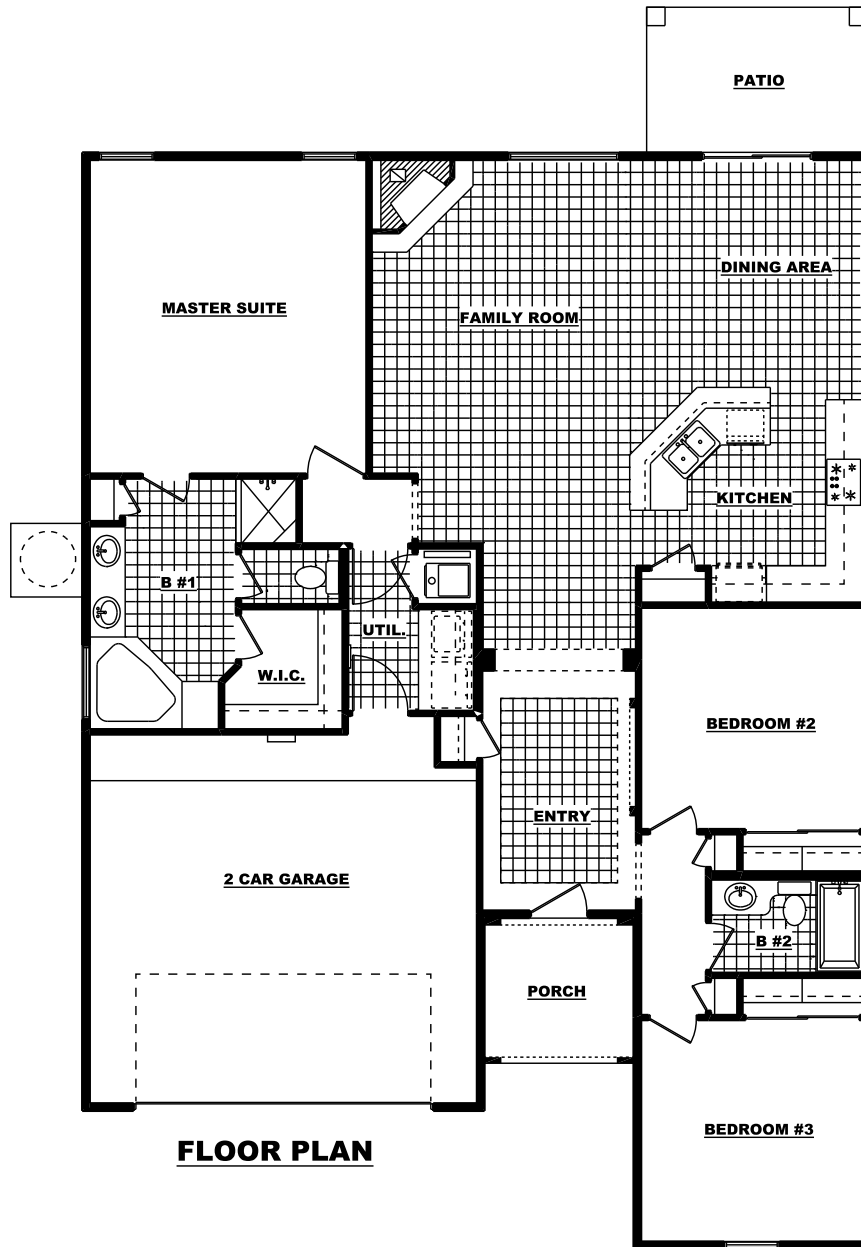 PATIO
DINING AREA
MASTER SUITE
FAMILY ROOM
KITCHEN
B #1
UTIL.
W.I.C.
BEDROOM #2
ENTRY
2 CAR GARAGE
B #2
PORCH
BEDROOM #3
FLOOR PLAN